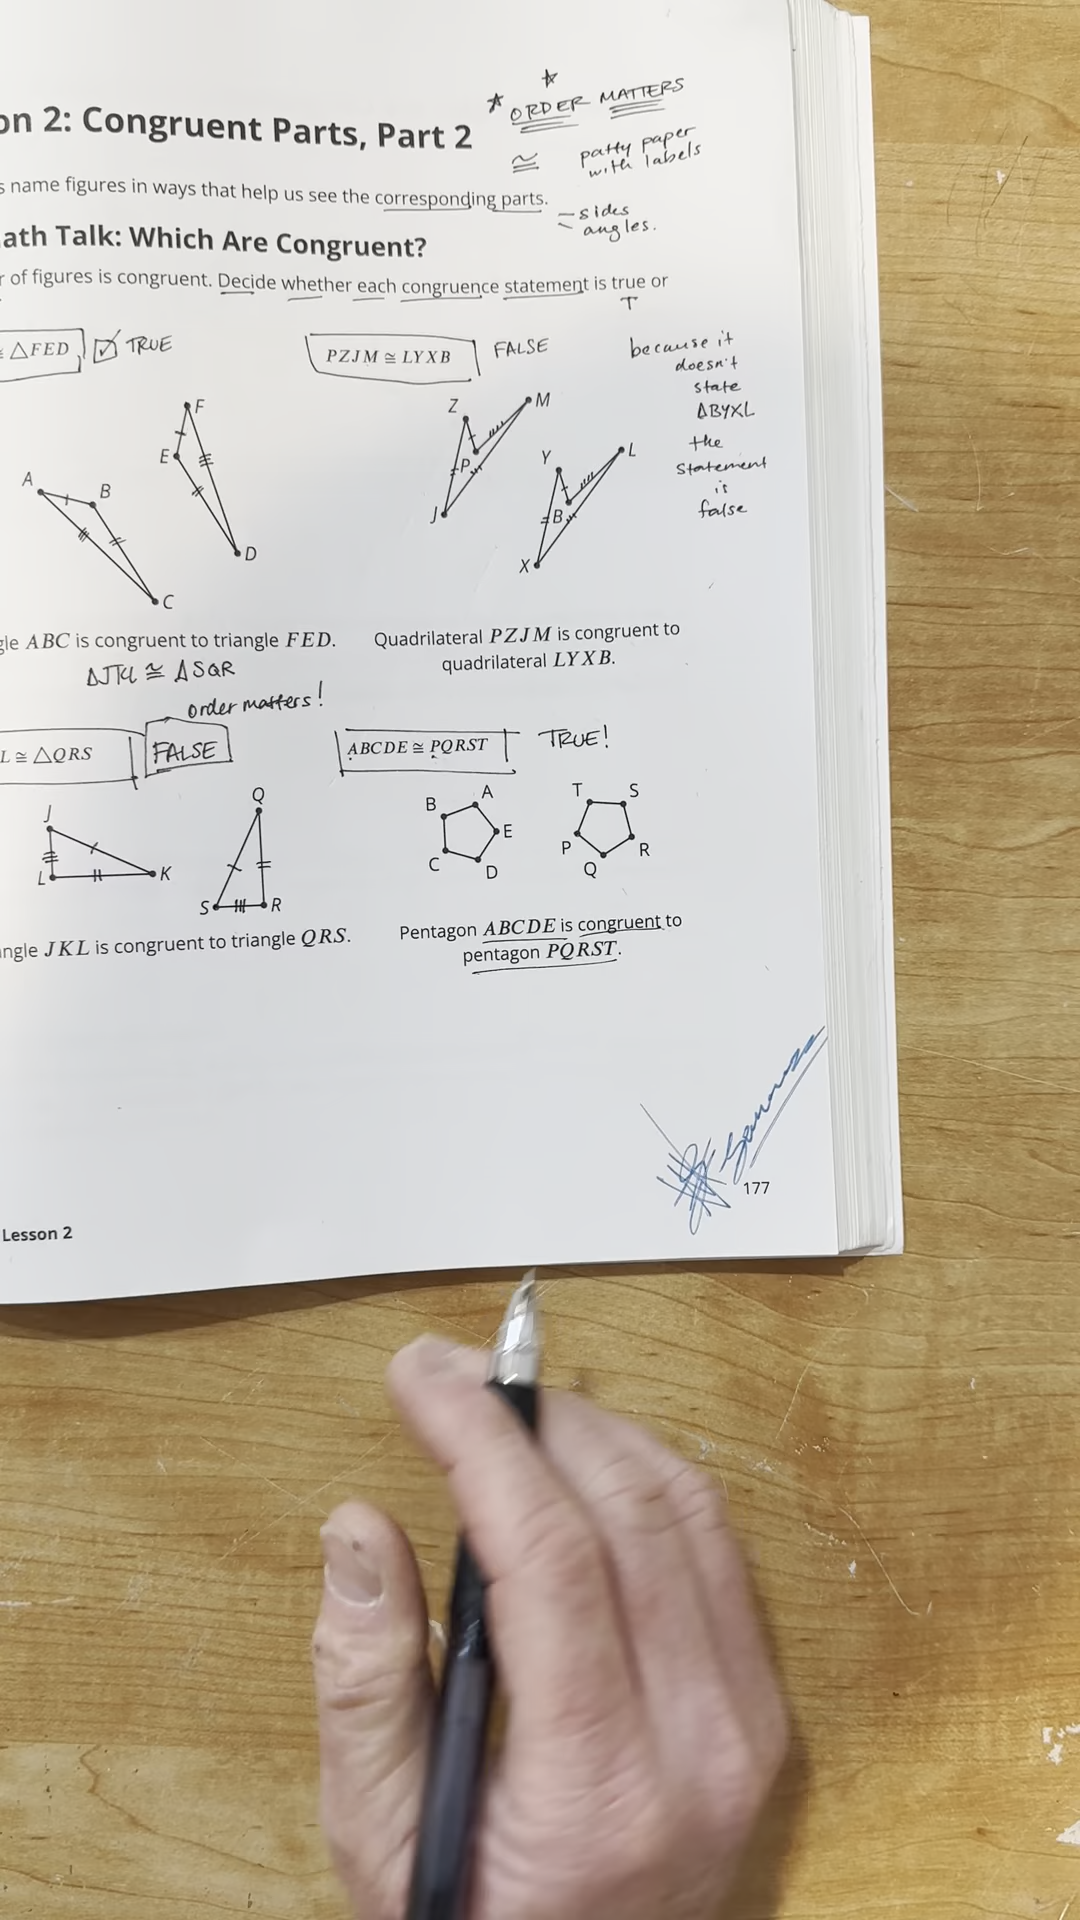 on 2: Congruent Parts, Part 2
★ ★ ORDER MATTERS
≅ patty paper
with labels
s name figures in ways that help us see the corresponding parts.
– sides
– angles.
ath Talk: Which Are Congruent?
r of figures is congruent. Decide whether each congruence statement is true or
T
≅ △FED
TRUE
PZJM ≅ LYXB
FALSE
because it
doesn't
state
ΔBYXL
the
statement
is
false
F
E
D
A
B
C
Z
M
P
J
Y
L
B
X
gle ABC is congruent to triangle FED.
Quadrilateral PZJM is congruent to
quadrilateral LYXB.
≅ ΔSQR
order matters!
L ≅ △QRS
FALSE
ABCDE ≅ PQRST
TRUE!
J
L
K
Q
S
R
B
A
E
C
D
T
S
P
R
Q
angle JKL is congruent to triangle QRS.
Pentagon ABCDE is congruent to
pentagon PQRST.
177
Lesson 2